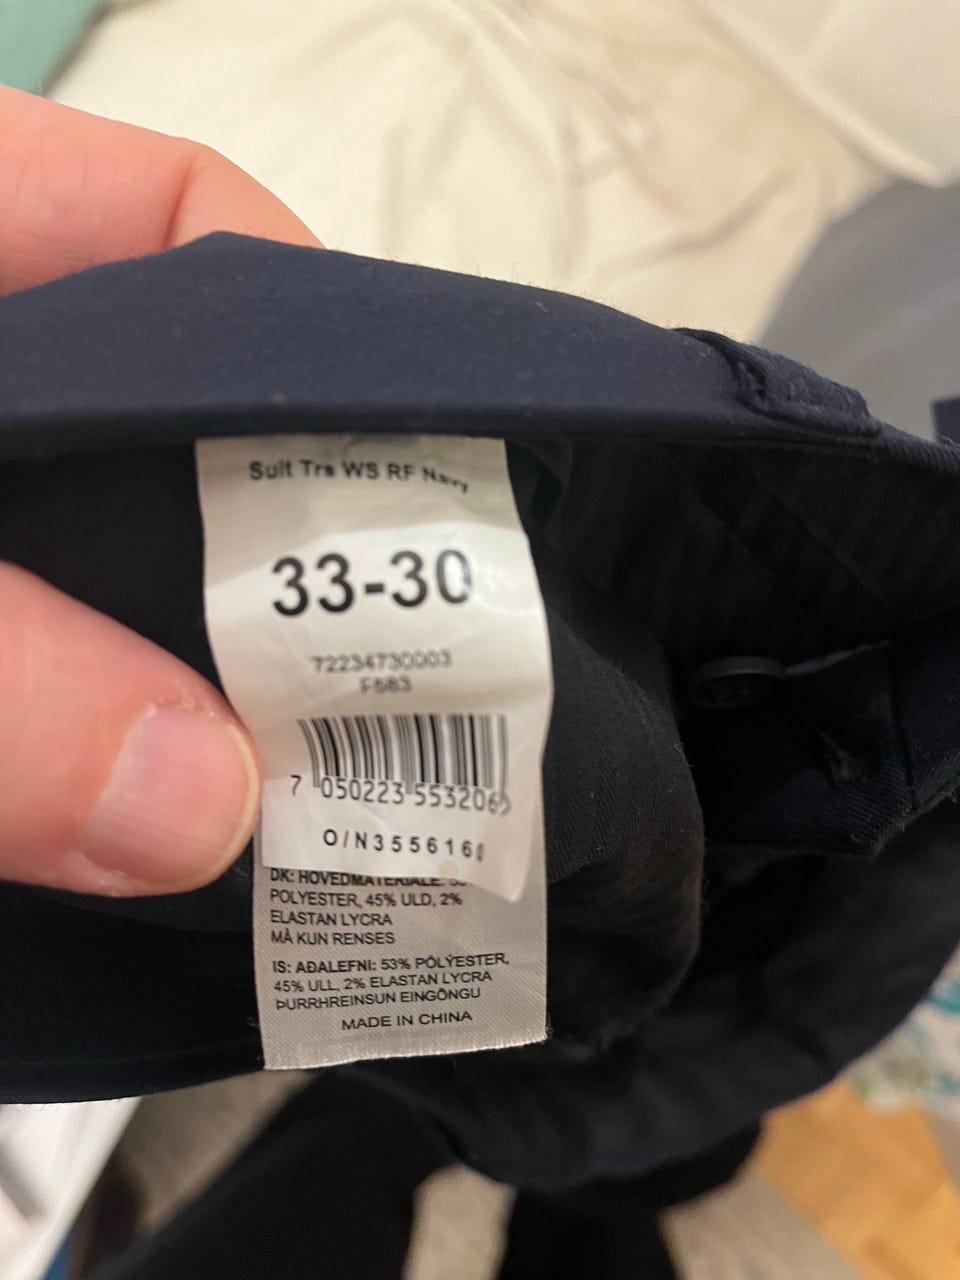 Suit Trs WS RF Navy
33-30
72234730003
F683
7 050223 553206 >
O/N3556160
DK: HOVEDMATERIALE:
POLYESTER, 45% ULD, 2%
ELASTAN LYCRA
MÅ KUN RENSES
IS: AÐALEFNI: 53% PÓLÝESTER,
45% ULL, 2% ELASTAN LYCRA
ÞURRHREINSUN EINGÖNGU
MADE IN CHINA